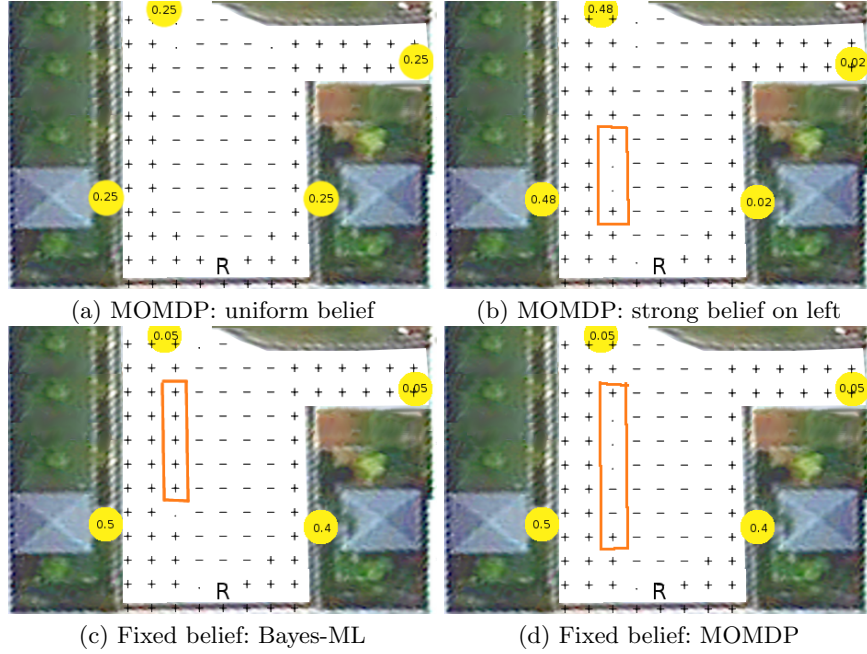 0.25
0.25
0.25
0.25
R
(a) MOMDP: uniform belief
0.48
0.02
0.48
0.02
R
(b) MOMDP: strong belief on left
0.05
0.05
0.5
0.4
R
(c) Fixed belief: Bayes-ML
0.05
0.05
0.5
0.4
R
(d) Fixed belief: MOMDP